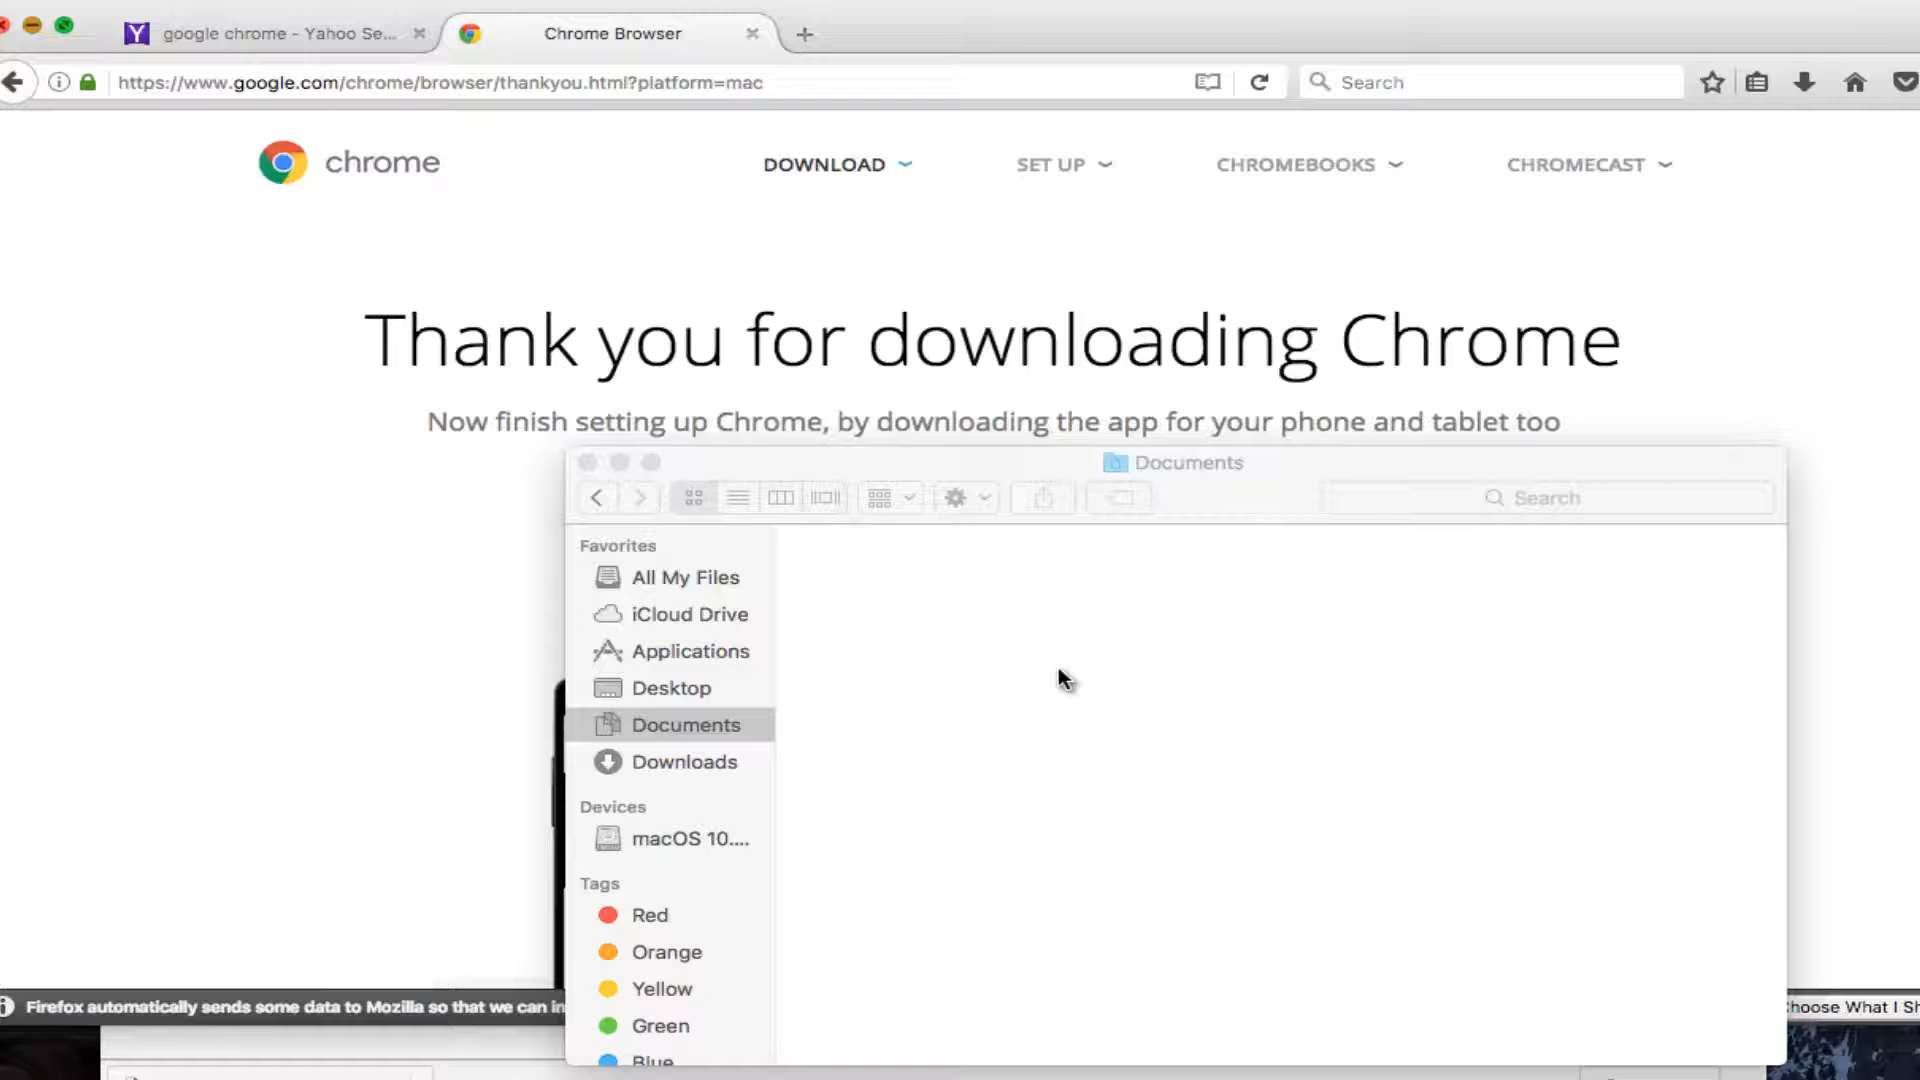 google chrome - Yahoo Se...
Chrome Browser
https://www.google.com/chrome/browser/thankyou.html?platform=mac
Search
chrome
DOWNLOAD
SET UP
CHROMEBOOKS
CHROMECAST
Thank you for downloading Chrome
Now finish setting up Chrome, by downloading the app for your phone and tablet too
Documents
Search
Favorites
All My Files
iCloud Drive
Applications
Desktop
Documents
Downloads
Devices
macOS 10....
Tags
Red
Orange
Yellow
Green
Blue
Firefox automatically sends some data to Mozilla so that we can
hoose What I Sh